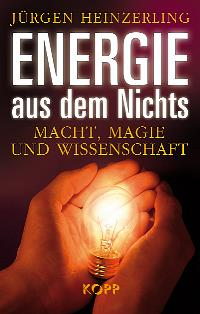 JÜRGEN HEINZERLING
ENERGIE
aus dem Nichts
MACHT, MAGIE
UND WISSENSCHAFT
KOPP